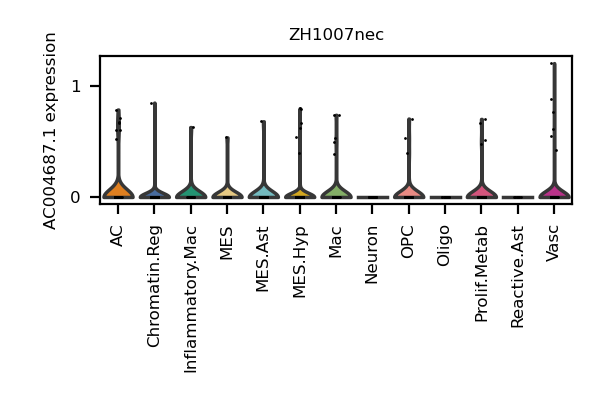 ZH1007nec
AC004687.1 expression
1
0
AC
Chromatin.Reg
Inflammatory.Mac
MES
MES.Ast
MES.Hyp
Mac
Neuron
OPC
Oligo
Prolif.Metab
Reactive.Ast
Vasc